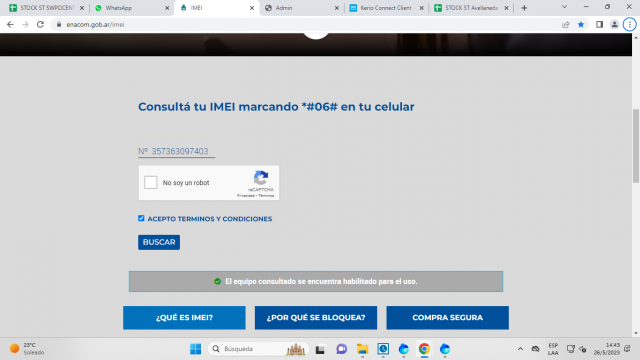 STOCK ST SWPOCENT
WhatsApp
IMEI
Admin
Kerio Connect Client
STOCK ST Avellaneda
enacom.gob.ar/imei
Consultá tu IMEI marcando *#06# en tu celular
Nº 357363097403
No soy un robot
reCAPTCHA
Privacidad - Términos
ACEPTO TERMINOS Y CONDICIONES
BUSCAR
El equipo consultado se encuentra habilitado para el uso.
¿QUÉ ES IMEI?
¿POR QUÉ SE BLOQUEA?
COMPRA SEGURA
23°C
Soleado
Búsqueda
ESP
LAA
14:43
26/5/2023